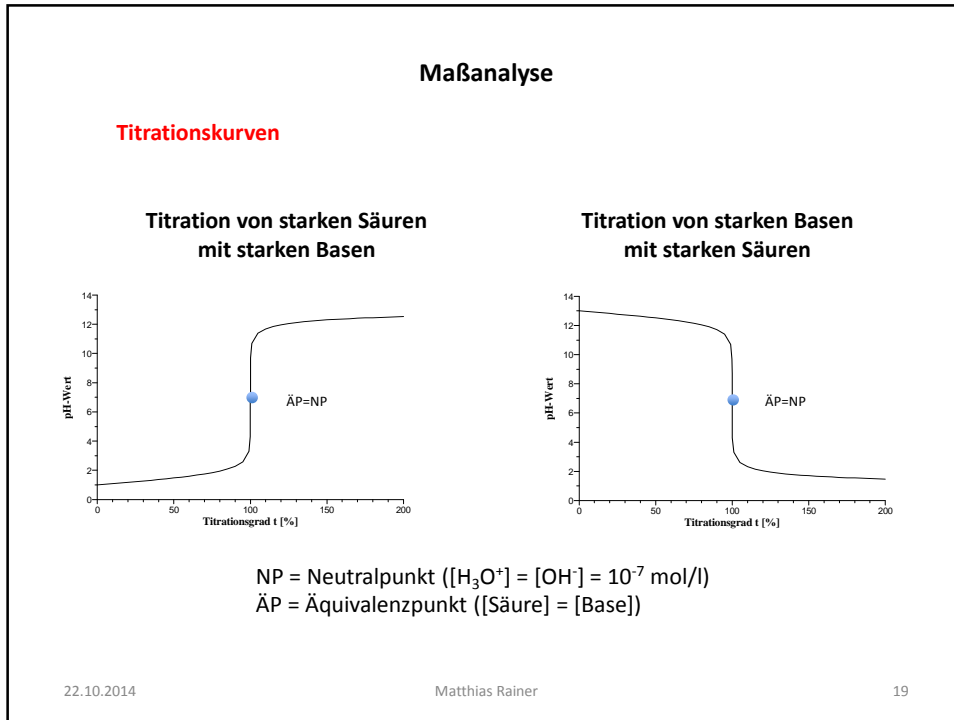 Maßanalyse
Titrationskurven
Titration von starken Säuren
mit starken Basen
14
12
10
8
6
4
2
0
pH-Wert
ÄP=NP
0 50 100 150 200
Titrationsgrad t [%]
Titration von starken Basen
mit starken Säuren
14
12
10
8
6
4
2
0
pH-Wert
ÄP=NP
0 50 100 150 200
Titrationsgrad t [%]
NP = Neutralpunkt ([H₃O⁺] = [OH⁻] = 10⁻⁷ mol/l)
ÄP = Äquivalenzpunkt ([Säure] = [Base])
22.10.2014 Matthias Rainer 19